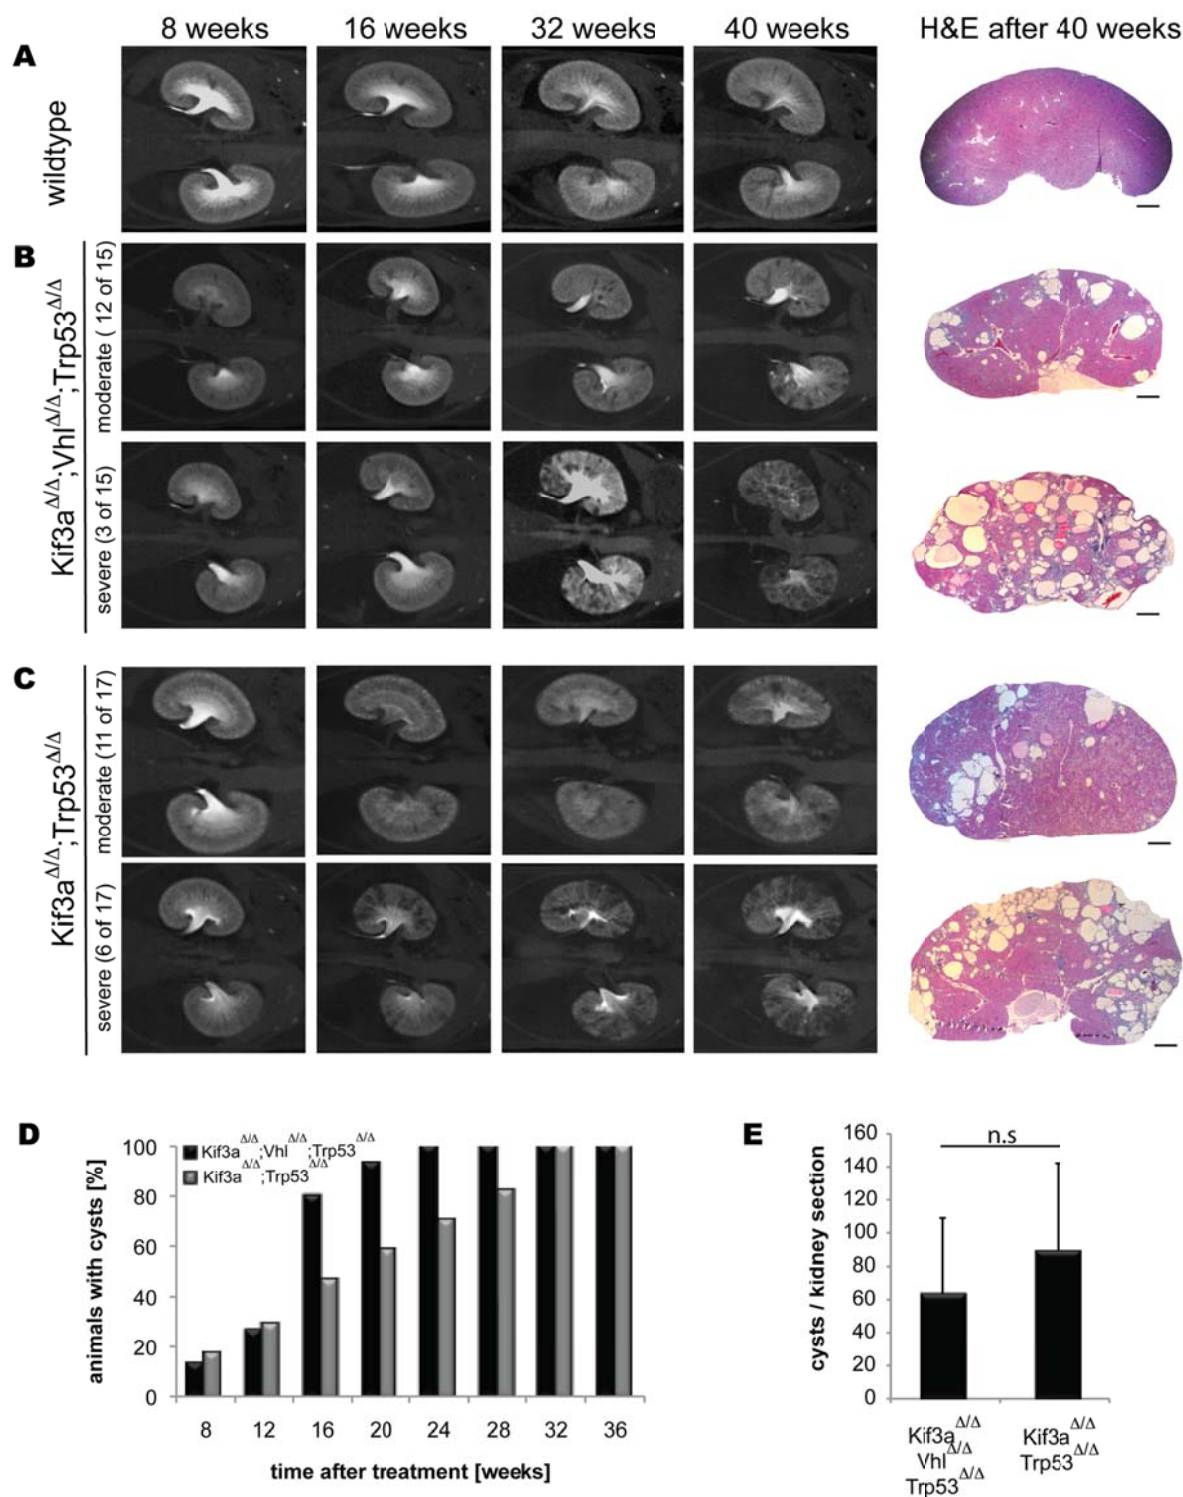 8 weeks 16 weeks 32 weeks 40 weeks H&E after 40 weeks
A
wildtype
B
Kif3aΔ/Δ;VhlΔ/Δ;Trp53Δ/Δ
moderate ( 12 of 15)
severe (3 of 15)
C
Kif3aΔ/Δ;Trp53Δ/Δ
moderate (11 of 17)
severe (6 of 17)
D
animals with cysts [%]
100
80
60
40
20
0
Kif3aΔ/Δ;VhlΔ/Δ;Trp53Δ/Δ
Kif3aΔ/Δ;Trp53Δ/Δ
8 12 16 20 24 28 32 36
time after treatment [weeks]
E
cysts / kidney section
160
140
120
100
80
60
40
20
0
n.s
Kif3aΔ/Δ
VhlΔ/Δ
Trp53Δ/Δ
Kif3aΔ/Δ
Trp53Δ/Δ